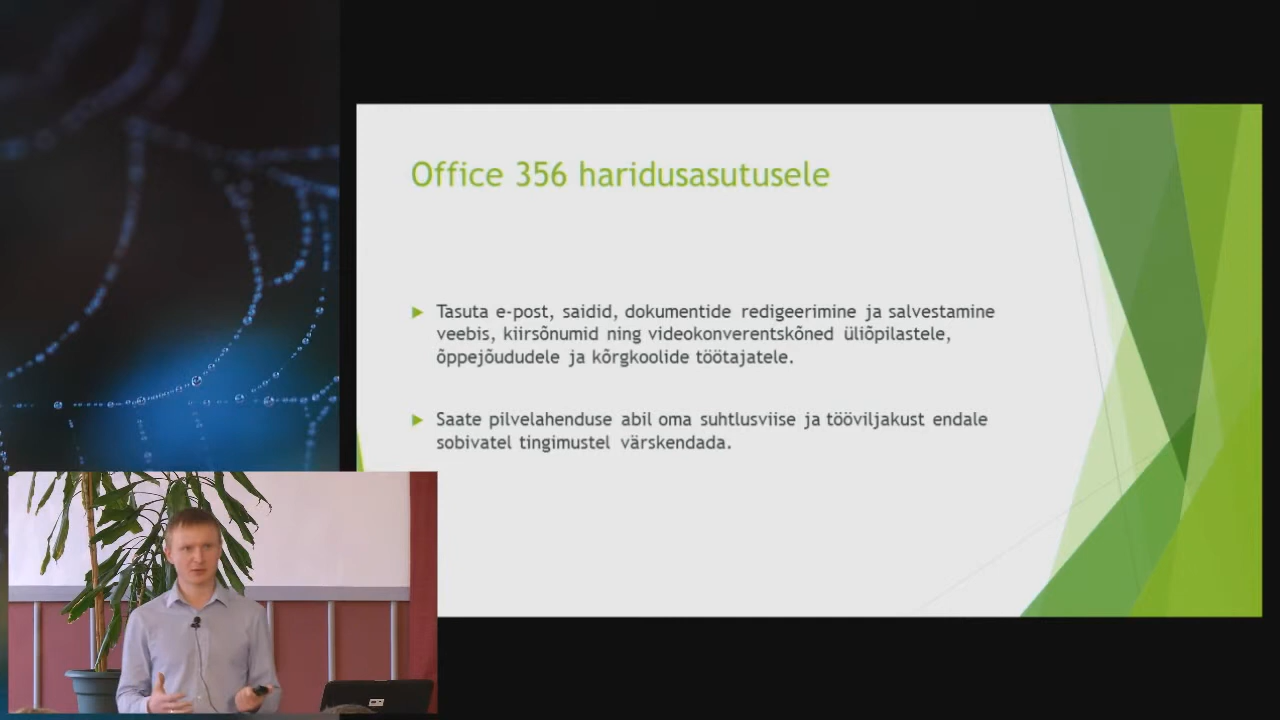 Office 356 haridusasutusele
Tasuta e-post, saidid, dokumentide redigeerimine ja salvestamine
veebis, kiirsõnumid ning videokonverentskõned üliõpilastele,
õppejõududele ja kõrgkoolide töötajatele.
Saate pilvelahenduse abil oma suhtlusviise ja tööviljakust endale
sobivatel tingimustel värskendada.